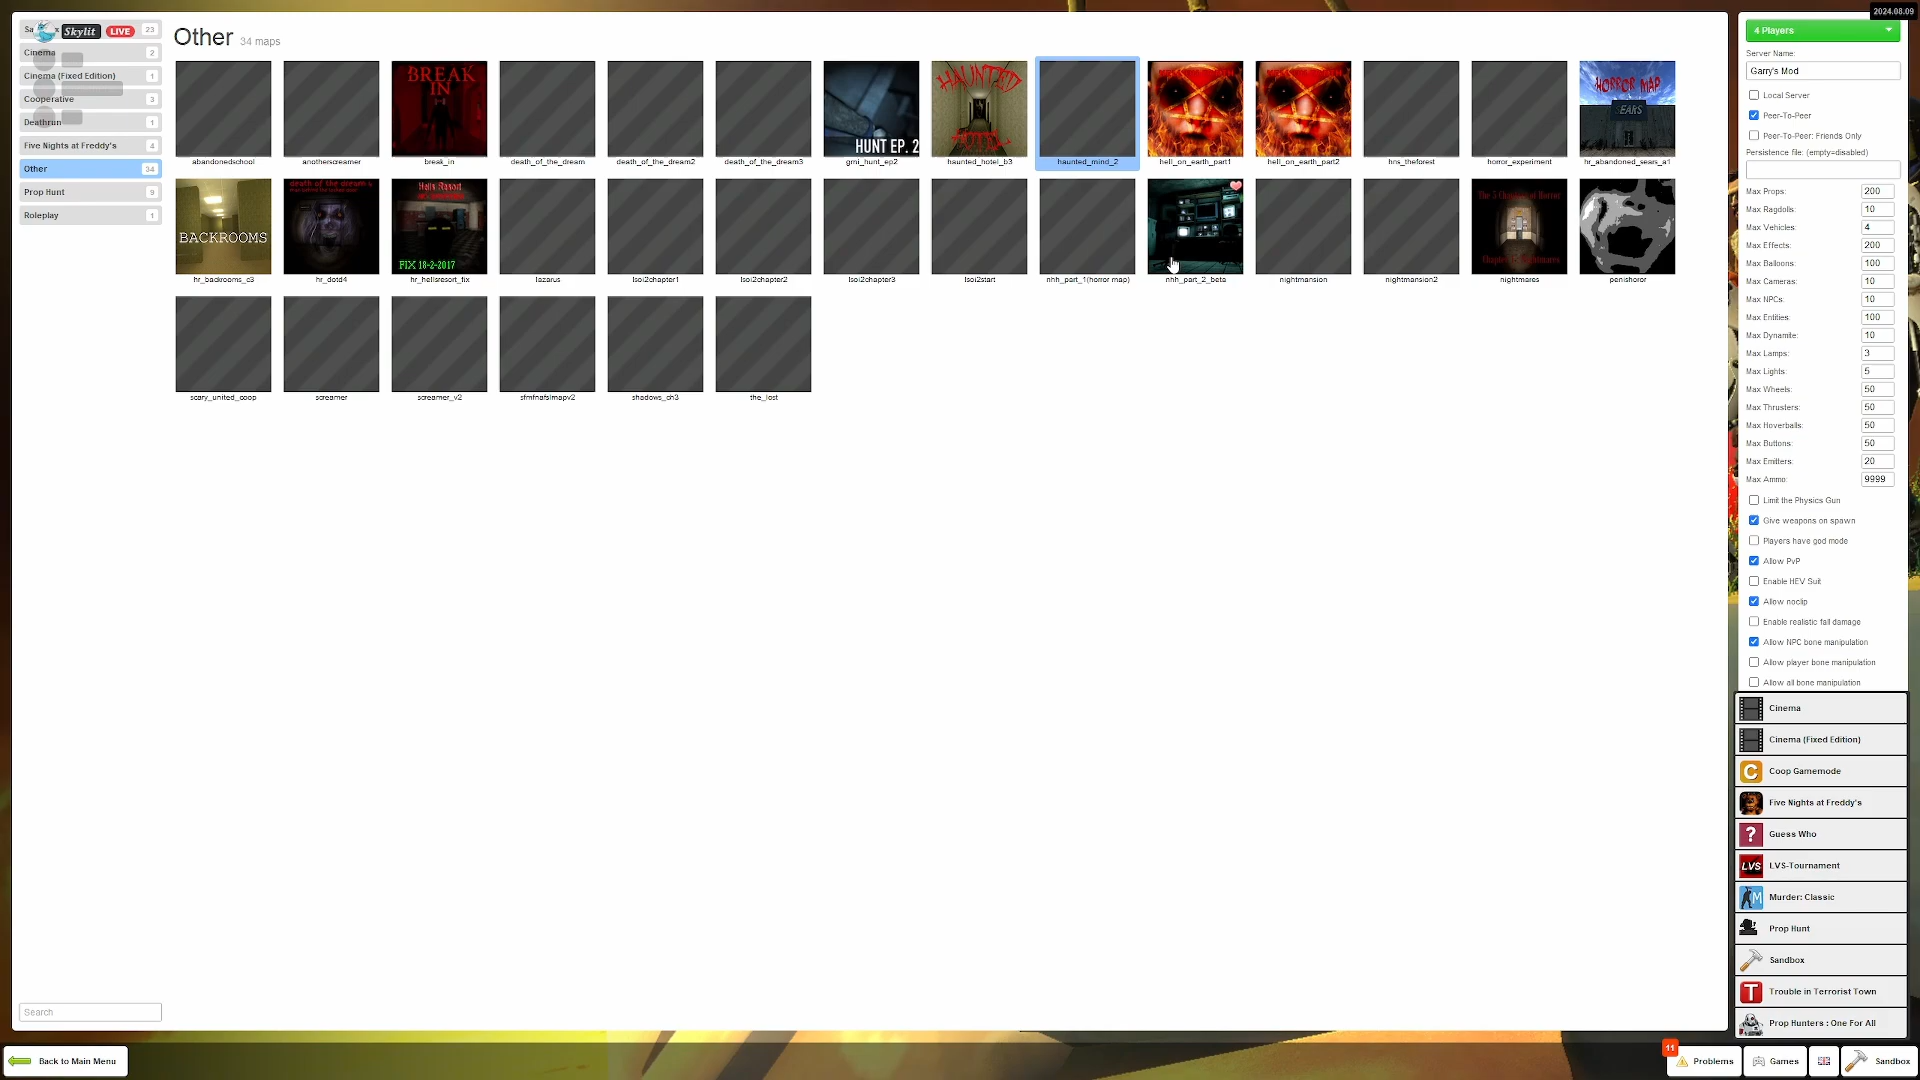 2024.08.09
Skylit LIVE 23
Cinema 2
Cinema (Fixed Edition) 1
Cooperative 3
Deathrun 1
Five Nights at Freddy's 4
Other 34
Prop Hunt 9
Roleplay 1
Other 34 maps
BREAK IN
HUNT EP. 2
HAUNTED HOTEL
HORROR MAP
SEARS
abandonedschool
anotherscreamer
break_in
death_of_the_dream
death_of_the_dream2
death_of_the_dream3
gmi_hunt_ep2
haunted_hotel_b3
haunted_mind_2
hell_on_earth_part1
hell_on_earth_part2
hns_theforest
horror_experiment
hr_abandoned_sears_a1
BACKROOMS
death of the dream 4
Hells Resort
FIX 18-2-2017
hr_backrooms_c3
hr_dotd4
hr_hellsresort_fix
lazarus
lsoi2chapter1
lsoi2chapter2
lsoi2chapter3
lsoi2start
nhh_part_1(horror map)
nhh_part_2_beta
nightmansion
nightmansion2
nightmares
penishoror
scary_united_coop
screamer
screamer_v2
sfmfnafslmapv2
shadows_ch3
the_lost
Search
4 Players
Server Name:
Garry's Mod
Local Server
Peer-To-Peer
Peer-To-Peer: Friends Only
Persistence file: (empty=disabled)
Max Props: 200
Max Ragdolls: 10
Max Vehicles: 4
Max Effects: 200
Max Balloons: 100
Max Cameras: 10
Max NPCs: 10
Max Entities: 100
Max Dynamite: 10
Max Lamps: 3
Max Lights: 5
Max Wheels: 50
Max Thrusters: 50
Max Hoverballs: 50
Max Buttons: 50
Max Emitters: 20
Max Ammo: 9999
Limit the Physics Gun
Give weapons on spawn
Players have god mode
Allow PvP
Enable HEV Suit
Allow noclip
Enable realistic fall damage
Allow NPC bone manipulation
Allow player bone manipulation
Allow all bone manipulation
Cinema
Cinema (Fixed Edition)
C Coop Gamemode
Five Nights at Freddy's
? Guess Who
LVS LVS-Tournament
M Murder: Classic
Prop Hunt
Sandbox
T Trouble in Terrorist Town
Prop Hunters : One For All
Back to Main Menu
11 Problems
Games
Sandbox